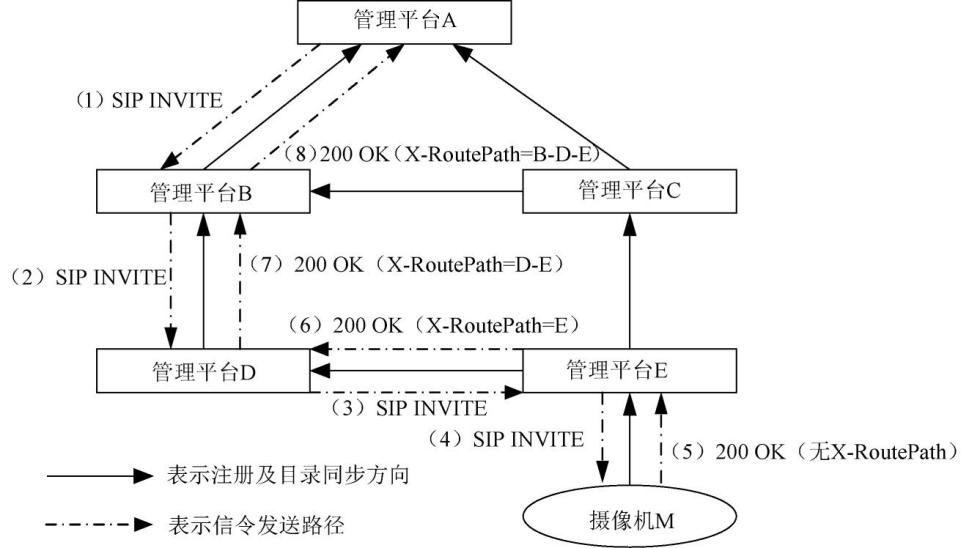 管理平台A
（1）SIP INVITE
（8）200 OK（X-RoutePath=B-D-E）
管理平台B
管理平台C
（2）SIP INVITE
（7）200 OK（X-RoutePath=D-E）
（6）200 OK（X-RoutePath=E）
管理平台D
管理平台E
（3）SIP INVITE
（4）SIP INVITE
（5）200 OK（无X-RoutePath）
表示注册及目录同步方向
表示信令发送路径
摄像机M